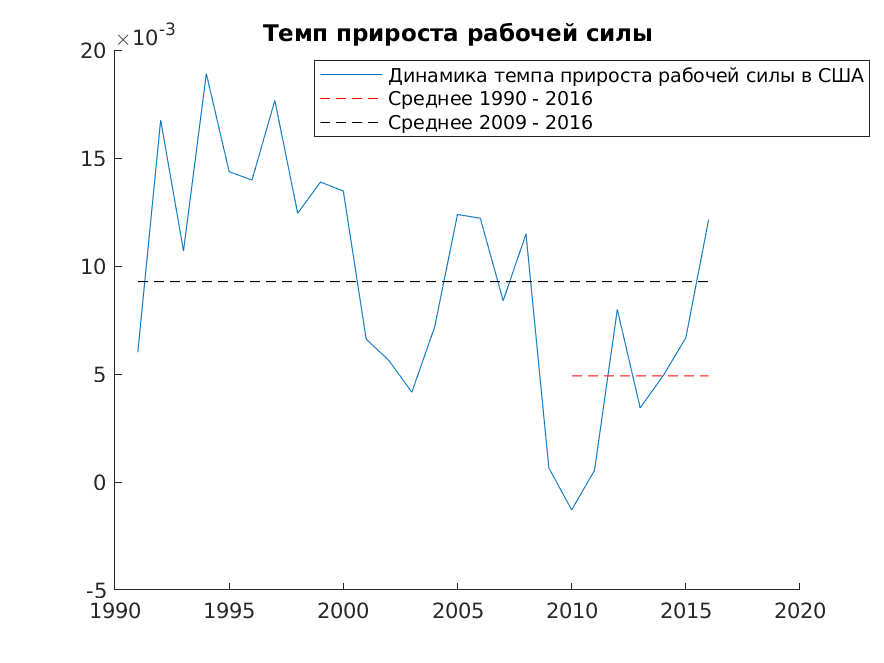 Темп прироста рабочей силы
×10-3
Динамика темпа прироста рабочей силы в США
Среднее 1990 - 2016
Среднее 2009 - 2016
20
15
10
5
0
-5
1990 1995 2000 2005 2010 2015 2020